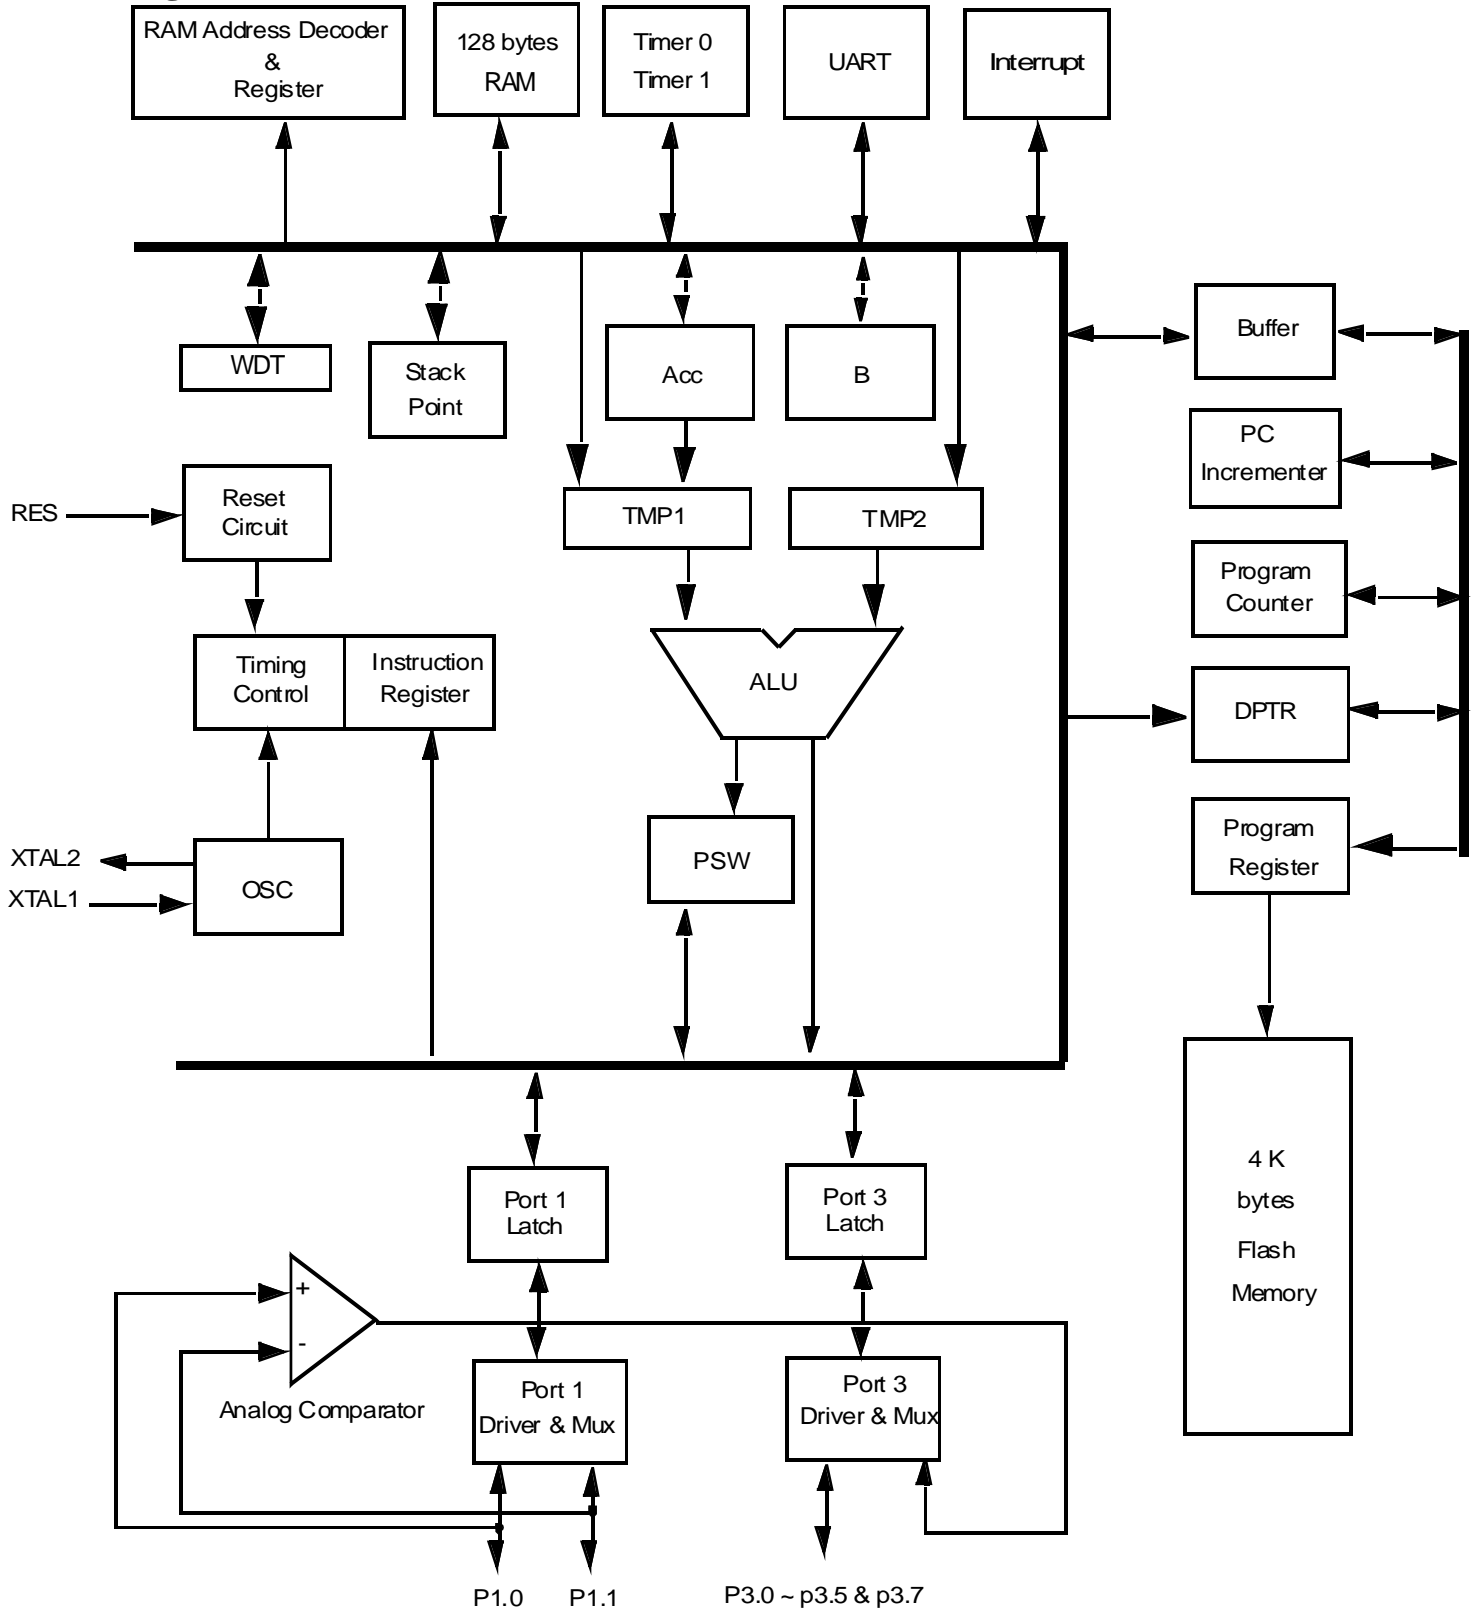 RAM Address Decoder
&
Register
128 bytes
RAM
Timer 0
Timer 1
UART
Interrupt
WDT
Stack
Point
Acc
B
Buffer
PC
Incrementer
RES
Reset
Circuit
TMP1
TMP2
Program
Counter
Timing
Control
Instruction
Register
ALU
DPTR
XTAL2
XTAL1
OSC
PSW
Program
Register
4 K
bytes
Flash
Memory
Port 1
Latch
Port 3
Latch
+
-
Analog Comparator
Port 1
Driver & Mux
Port 3
Driver & Mux
P1.0
P1.1
P3.0 ~ p3.5 & p3.7